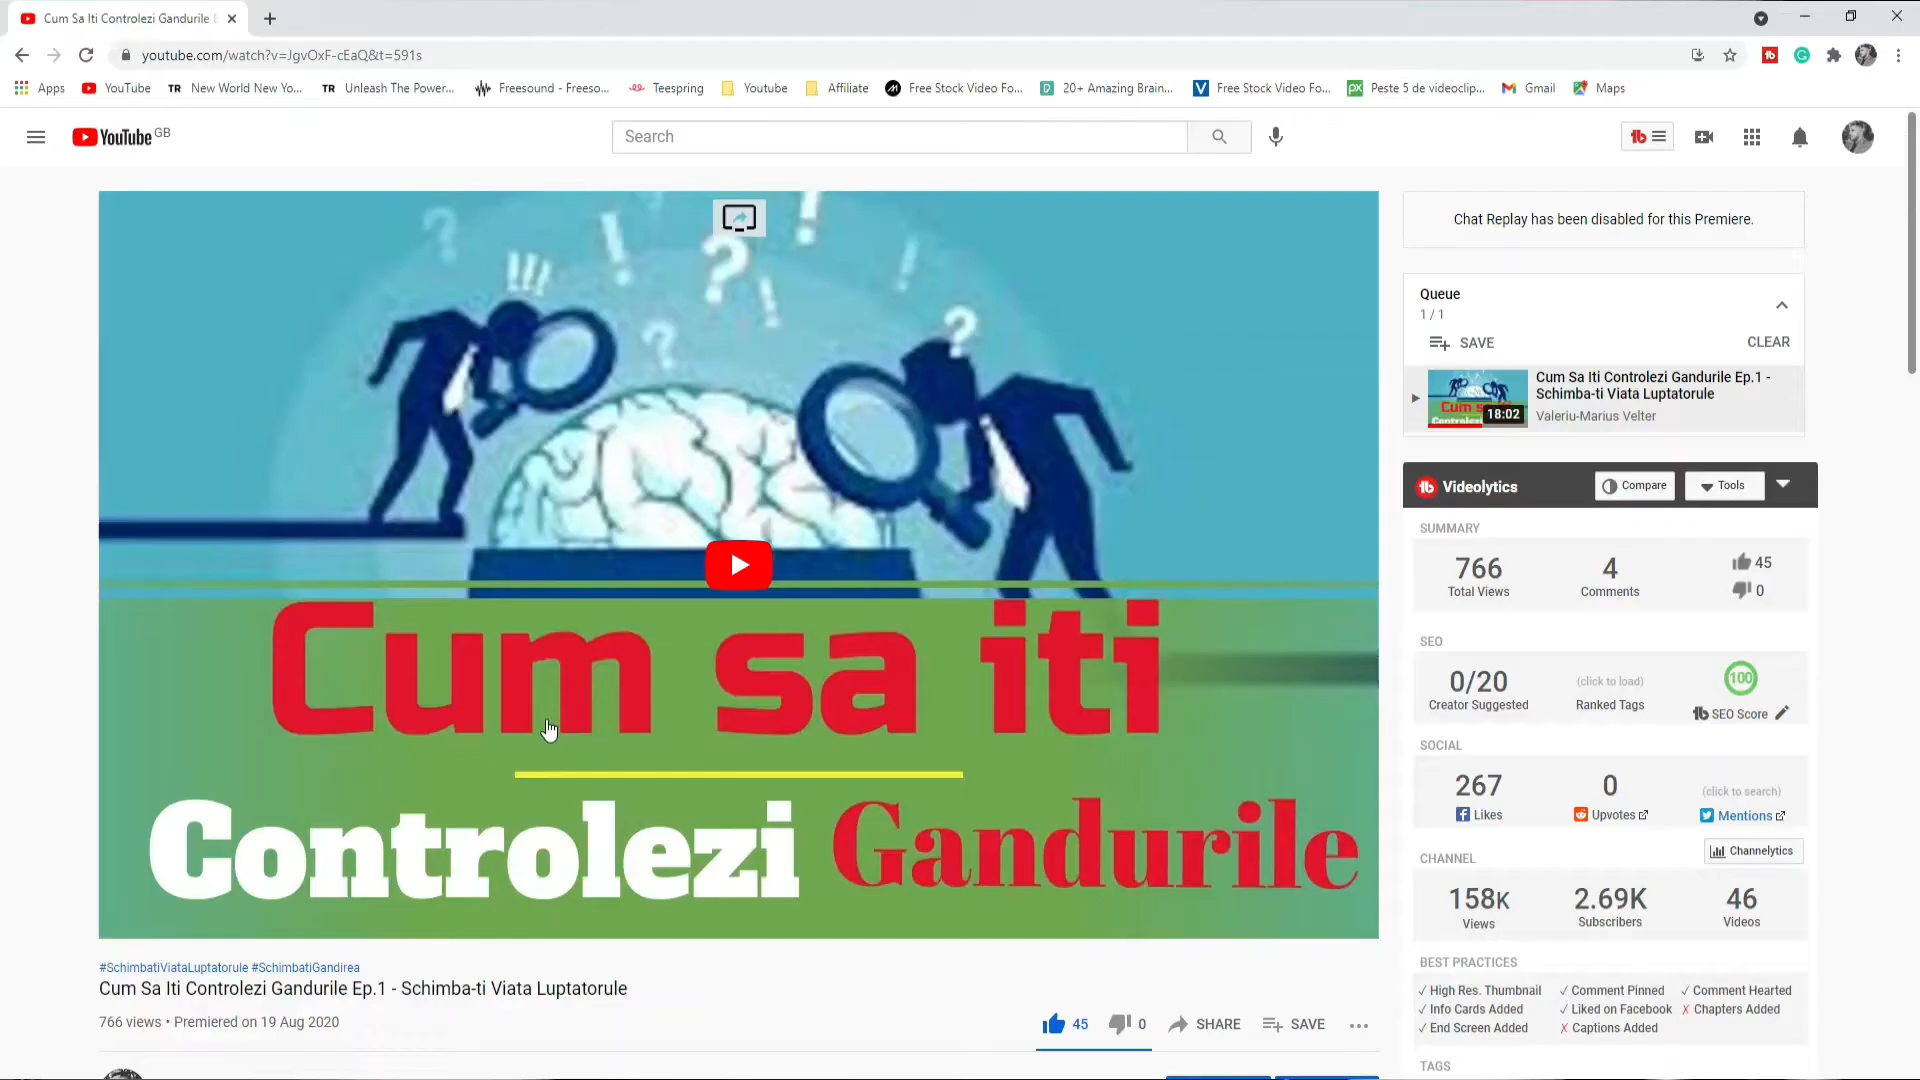 Cum Sa Iti Controlezi Gandurile E
youtube.com/watch?v=JgvOxF-cEaQ&t=591s
Apps YouTube TR New World New Yo... TR Unleash The Power... Freesound - Freeso... Teespring Youtube Affiliate Free Stock Video Fo... 20+ Amazing Brain... Free Stock Video Fo... Peste 5 de videoclip... Gmail Maps
YouTube GB
Search
!!! ! ? ! ? ! ! ? ?
Cum sa iti
Controlezi Gandurile
#SchimbatiViataLuptatorule #SchimbatiGandirea
Cum Sa Iti Controlezi Gandurile Ep.1 - Schimba-ti Viata Luptatorule
766 views • Premiered on 19 Aug 2020
45 0 SHARE SAVE ...
Chat Replay has been disabled for this Premiere.
Queue
1 / 1
SAVE CLEAR
Cum sa iti
Controlezi
18:02
Cum Sa Iti Controlezi Gandurile Ep.1 -
Schimba-ti Viata Luptatorule
Valeriu-Marius Velter
tb Videolytics Compare Tools
SUMMARY
766 4 45
Total Views Comments 0
SEO
0/20 (click to load) 100
Creator Suggested Ranked Tags tb SEO Score
SOCIAL
267 0 (click to search)
Likes Upvotes Mentions
CHANNEL Channelytics
158K 2.69K 46
Views Subscribers Videos
BEST PRACTICES
✓ High Res. Thumbnail ✓ Comment Pinned ✓ Comment Hearted
✓ Info Cards Added ✓ Liked on Facebook ✗ Chapters Added
✓ End Screen Added ✗ Captions Added
TAGS